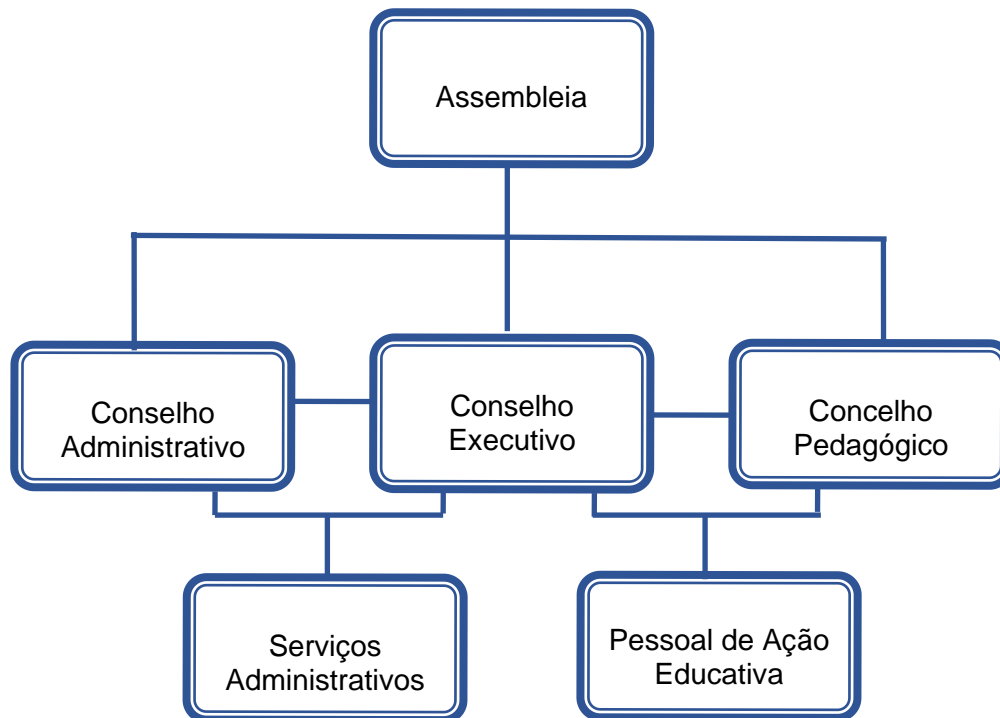 Assembleia
Conselho
Administrativo
Conselho
Executivo
Concelho
Pedagógico
Serviços
Administrativos
Pessoal de Ação
Educativa